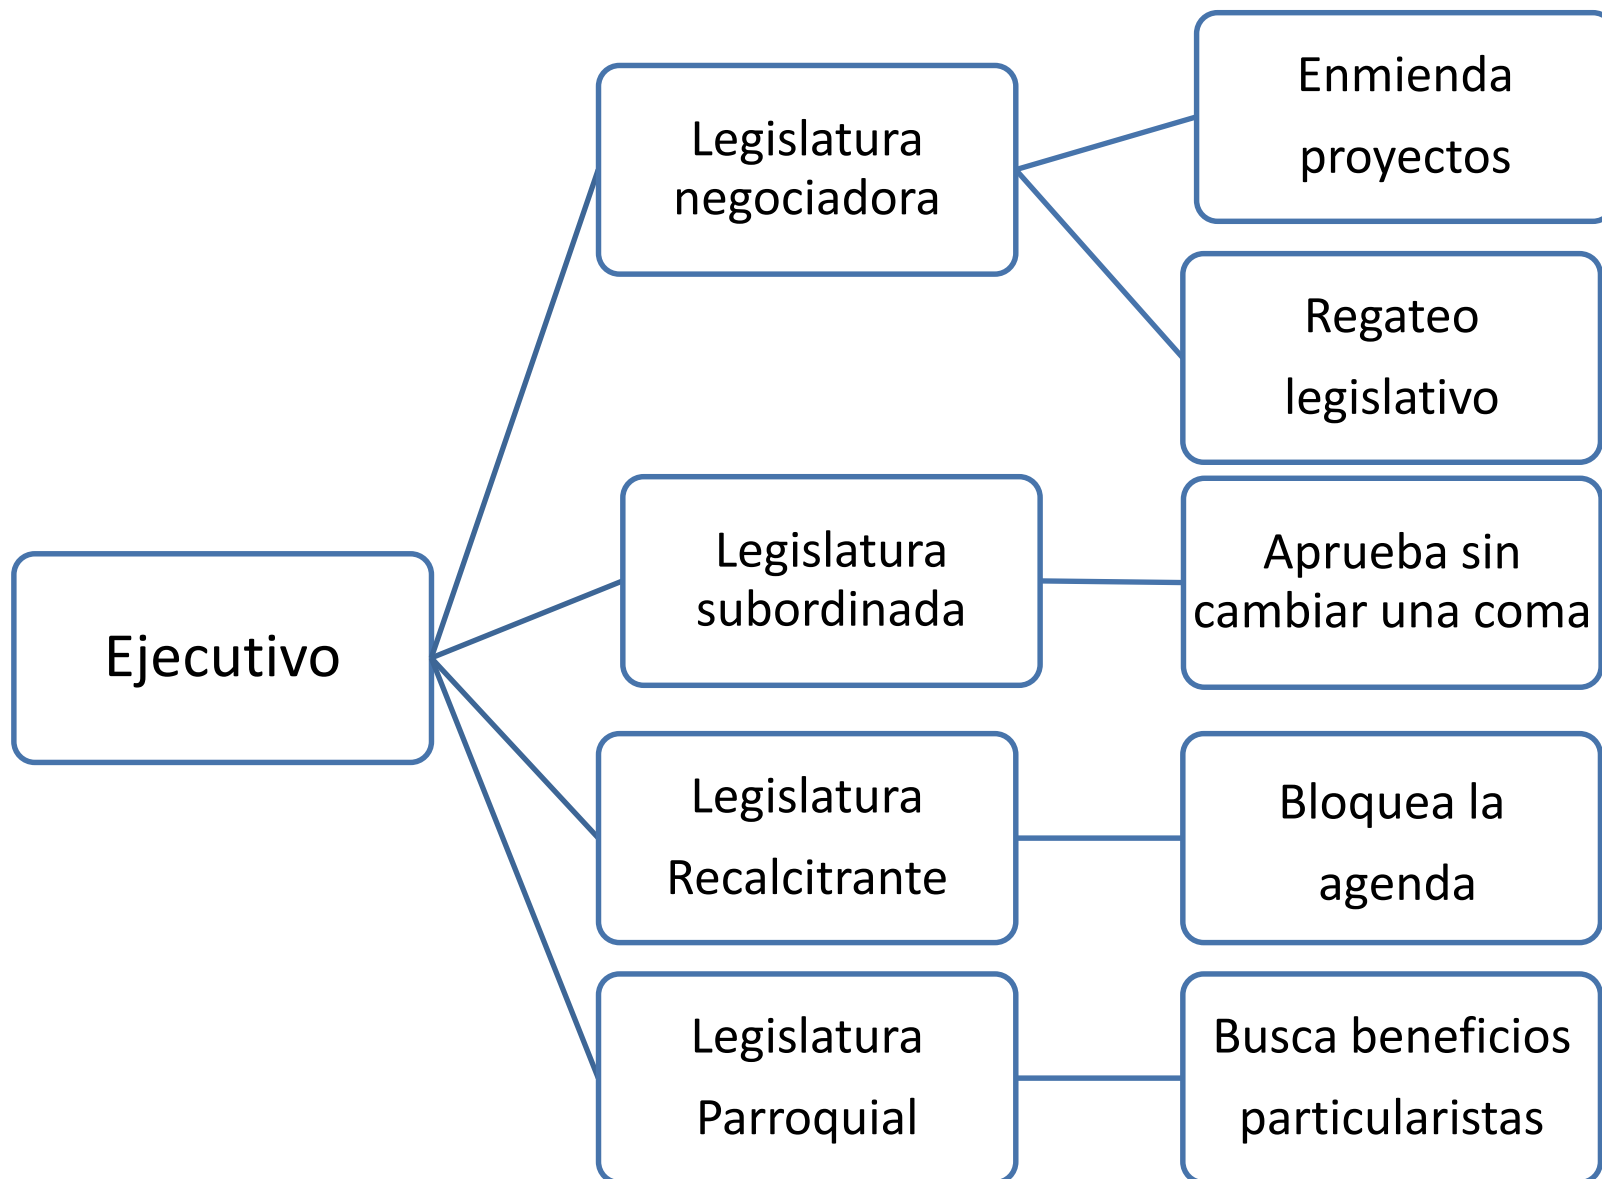 Ejecutivo
Legislatura
negociadora
Enmienda
proyectos
Regateo
legislativo
Legislatura
subordinada
Aprueba sin
cambiar una coma
Legislatura
Recalcitrante
Bloquea la
agenda
Legislatura
Parroquial
Busca beneficios
particularistas